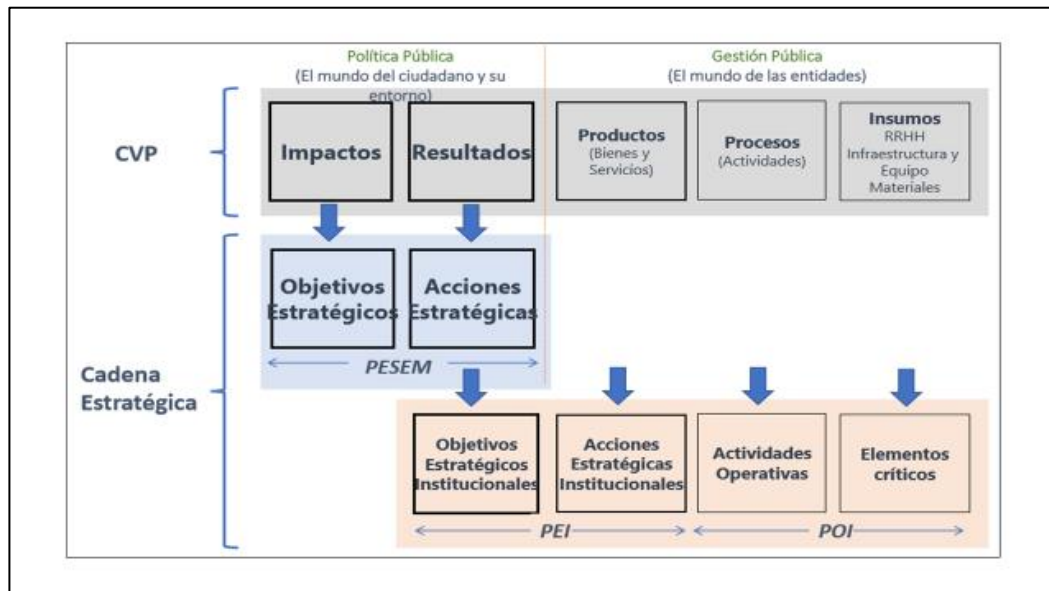 Política Pública
(El mundo del ciudadano y su
entorno)
Gestión Pública
(El mundo de las entidades)
CVP
Impactos
Resultados
Productos
(Bienes y
Servicios)
Procesos
(Actividades)
Insumos
RRHH
Infraestructura y
Equipo
Materiales
Cadena
Estratégica
Objetivos
Estratégicos
Acciones
Estratégicas
PESEM
Objetivos
Estratégicos
Institucionales
Acciones
Estratégicas
Institucionales
Actividades
Operativas
Elementos
críticos
PEI
POI